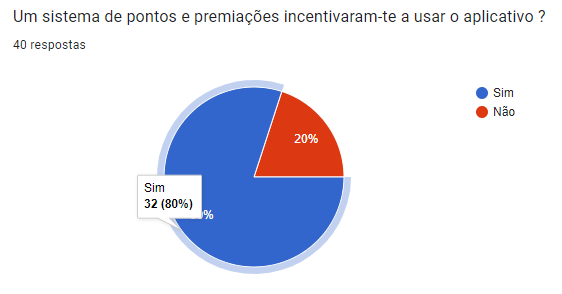 Um sistema de pontos e premiações incentivaram-te a usar o aplicativo ?
40 respostas
Sim
Não
20%
Sim
32 (80%)